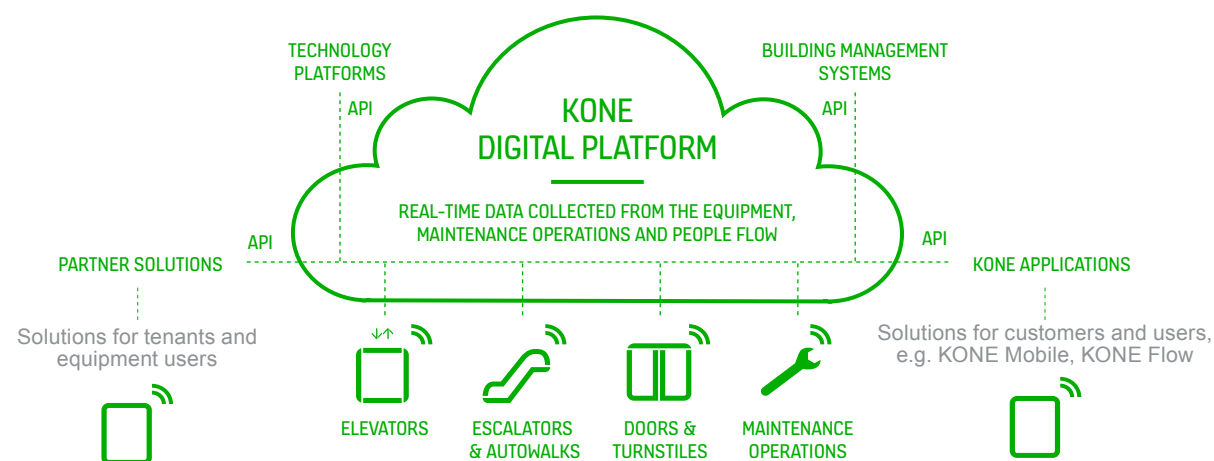 TECHNOLOGY
PLATFORMS
API
BUILDING MANAGEMENT
SYSTEMS
API
KONE
DIGITAL PLATFORM
REAL-TIME DATA COLLECTED FROM THE EQUIPMENT,
MAINTENANCE OPERATIONS AND PEOPLE FLOW
API
PARTNER SOLUTIONS
Solutions for tenants and
equipment users
API
KONE APPLICATIONS
Solutions for customers and users,
e.g. KONE Mobile, KONE Flow
ELEVATORS
ESCALATORS
& AUTOWALKS
DOORS &
TURNSTILES
MAINTENANCE
OPERATIONS